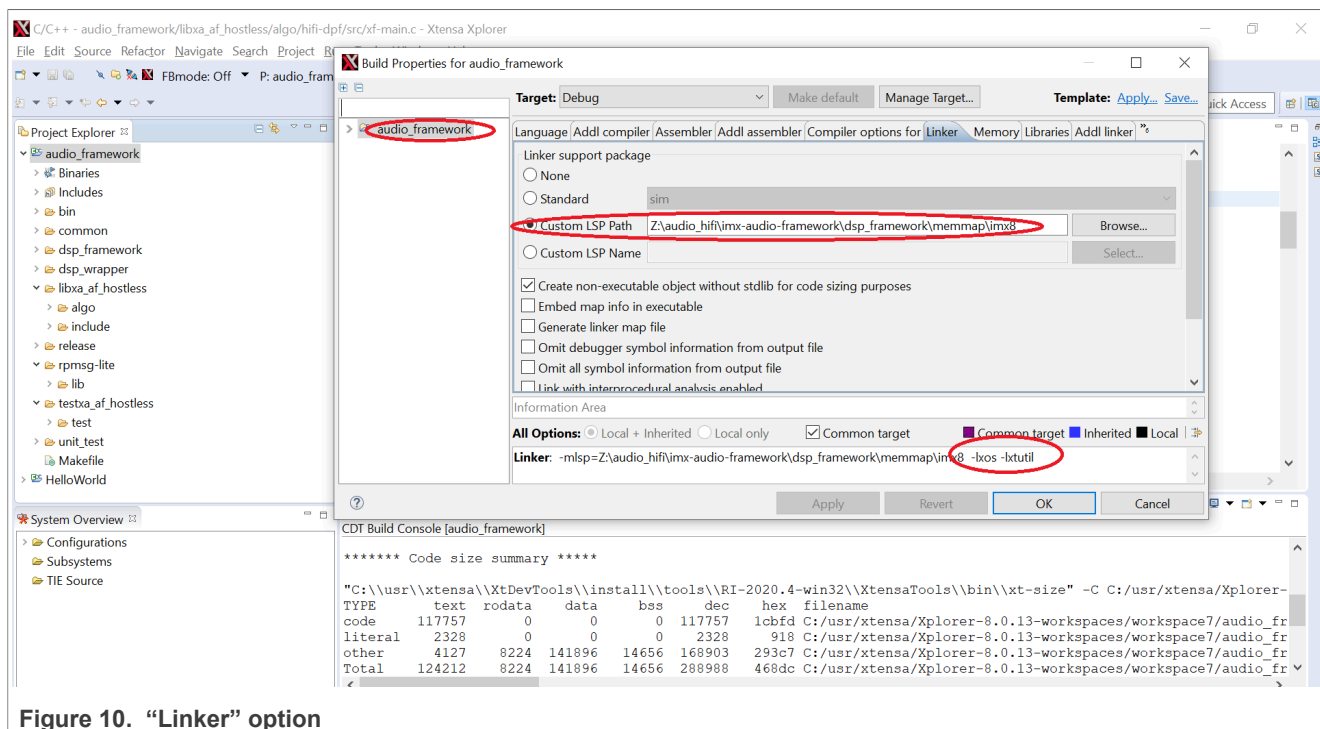 C/C++ - audio_framework/libxa_af_hostless/algo/hifi-dpf/src/xf-main.c - Xtensa Xplorer
File Edit Source Refactor Navigate Search Project
FBmode: Off P: audio_fram
Quick Access
Project Explorer
audio_framework
Binaries
Includes
bin
common
dsp_framework
dsp_wrapper
libxa_af_hostless
algo
include
release
rpmsg-lite
lib
testxa_af_hostless
test
unit_test
Makefile
HelloWorld
System Overview
Configurations
Subsystems
TIE Source
Build Properties for audio_framework
audio_framework
Target: Debug Make default Manage Target... Template: Apply... Save...
Language Addl compiler Assembler Addl assembler Compiler options for Linker Memory Libraries Addl linker »6
Linker support package
None
Standard sim
Custom LSP Path Z:\audio_hifi\imx-audio-framework\dsp_framework\memmap\imx8 Browse...
Custom LSP Name Select...
Create non-executable object without stdlib for code sizing purposes
Embed map info in executable
Generate linker map file
Omit debugger symbol information from output file
Omit all symbol information from output file
Link with interprocedural analysis enabled
Information Area
All Options: Local + Inherited Local only Common target Common target Inherited Local
Linker: -mlsp=Z:\audio_hifi\imx-audio-framework\dsp_framework\memmap\imx8 -lxos -lxtutil
Apply Revert OK Cancel
CDT Build Console [audio_framework]
******* Code size summary *****
"C:\\usr\\xtensa\\XtDevTools\\install\\tools\\RI-2020.4-win32\\XtensaTools\\bin\\xt-size" -C C:/usr/xtensa/Xplorer-
TYPE text rodata data bss dec hex filename
code 117757 0 0 0 117757 1cbfd C:/usr/xtensa/Xplorer-8.0.13-workspaces/workspace7/audio_fr
literal 2328 0 0 0 2328 918 C:/usr/xtensa/Xplorer-8.0.13-workspaces/workspace7/audio_fr
other 4127 8224 141896 14656 168903 293c7 C:/usr/xtensa/Xplorer-8.0.13-workspaces/workspace7/audio_fr
Total 124212 8224 141896 14656 288988 468dc C:/usr/xtensa/Xplorer-8.0.13-workspaces/workspace7/audio_fr
Figure 10. “Linker” option